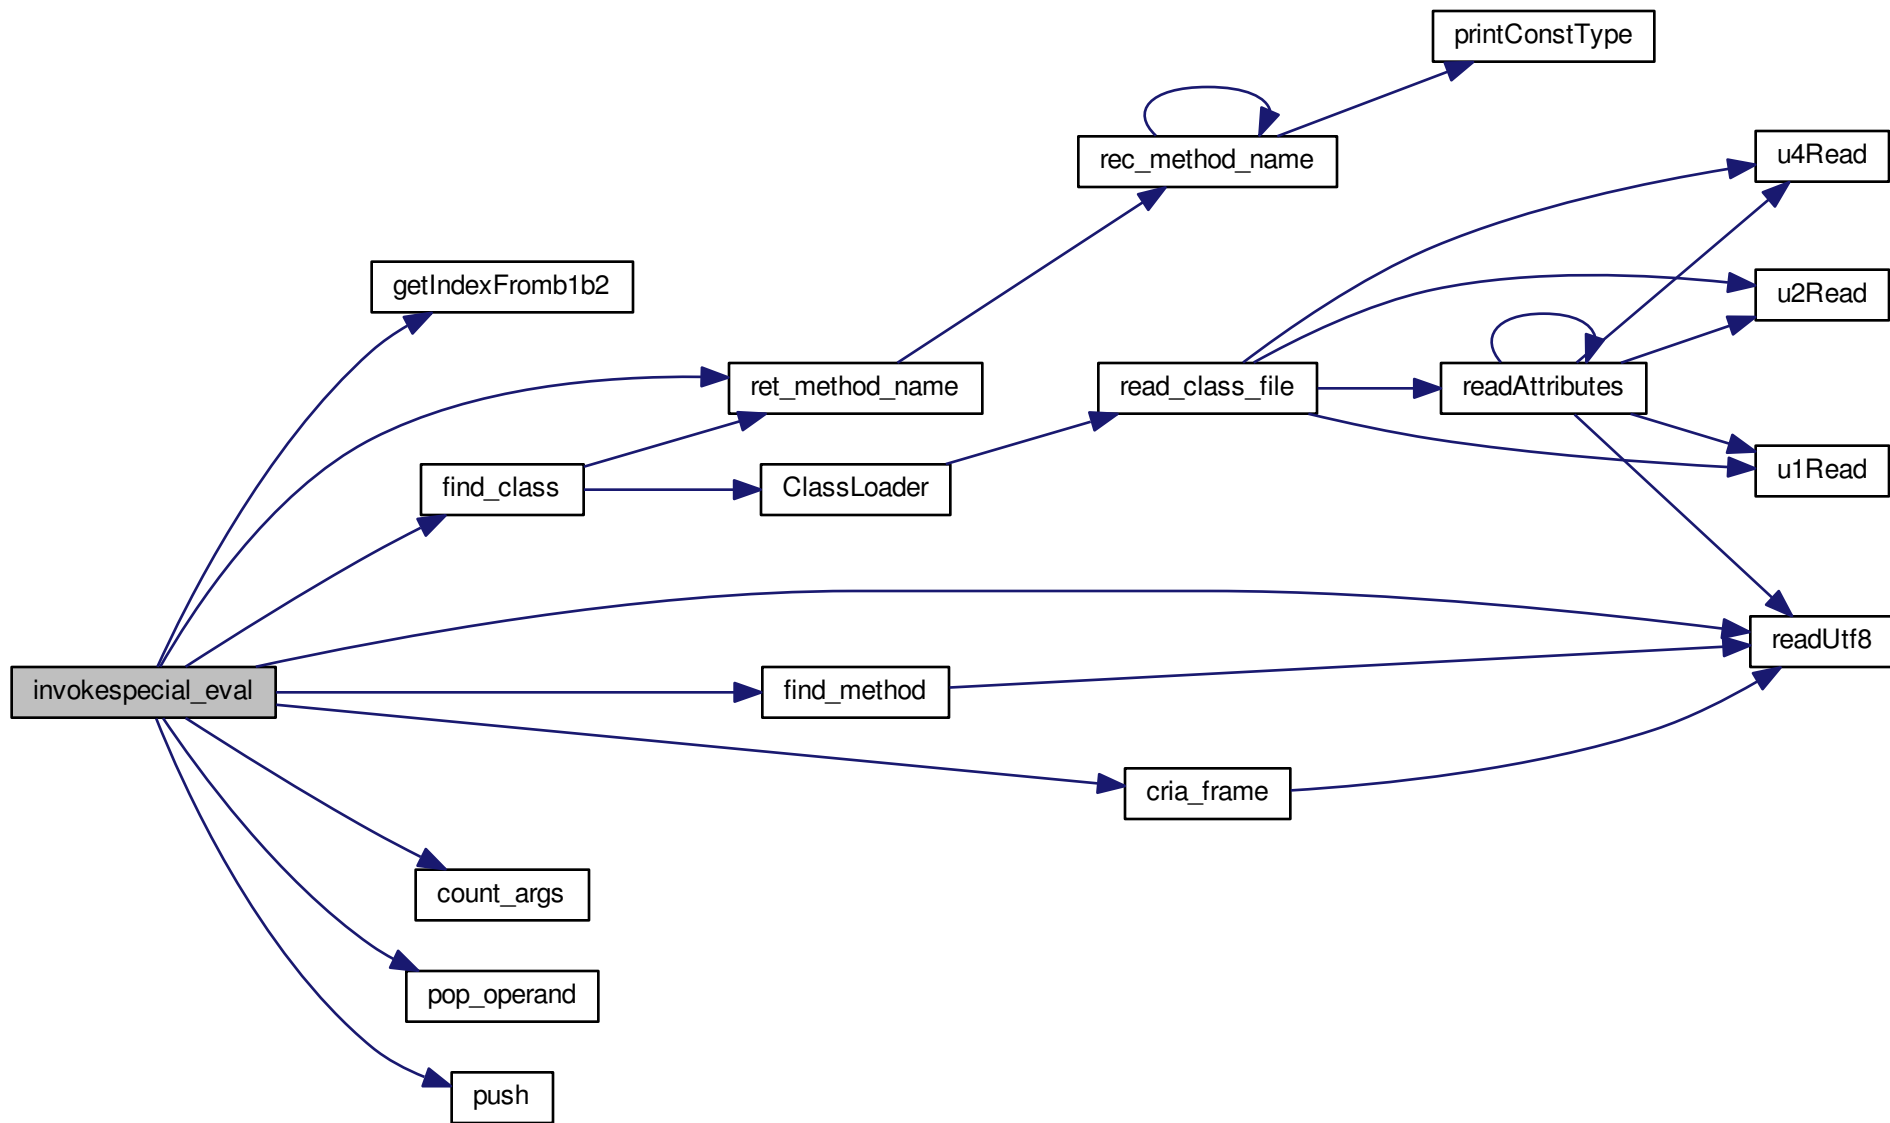 printConstType
rec_method_name
u4Read
getIndexFromb1b2
u2Read
ret_method_name
read_class_file
readAttributes
find_class
ClassLoader
u1Read
readUtf8
invokespecial_eval
find_method
cria_frame
count_args
pop_operand
push